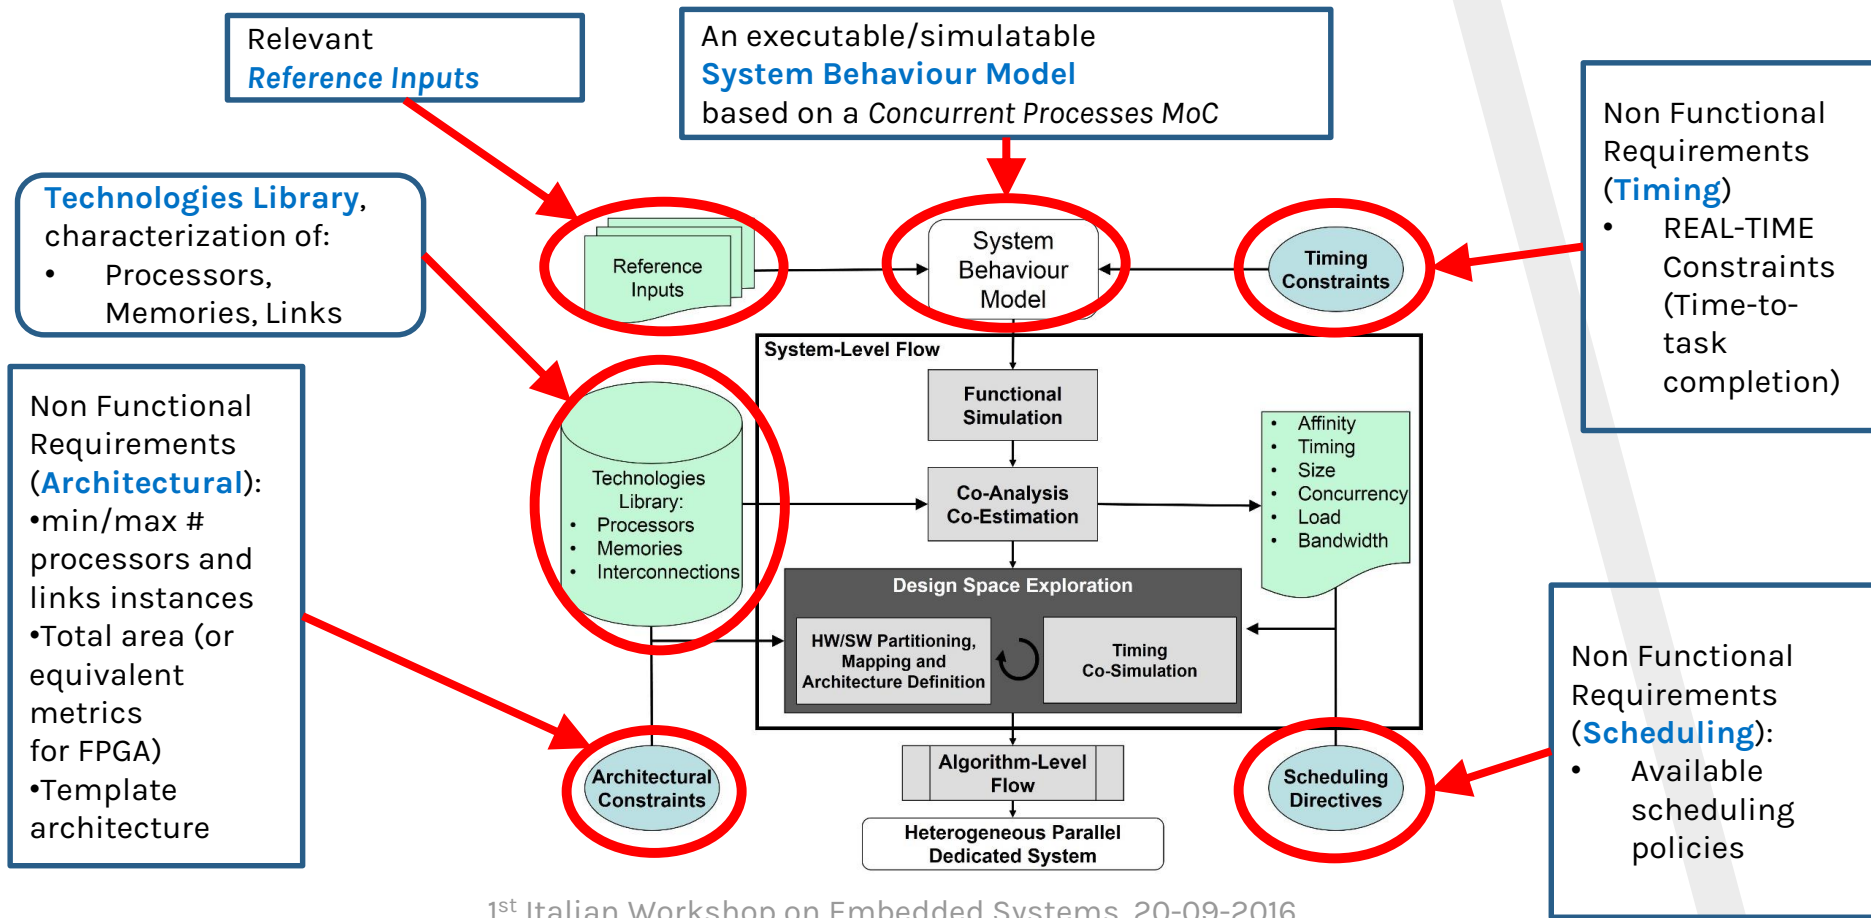 Relevant
Reference Inputs
An executable/simulatable
System Behaviour Model
based on a Concurrent Processes MoC
Non Functional
Requirements
(Timing)
• REAL-TIME
Constraints
(Time-to-
task
completion)
Technologies Library,
characterization of:
• Processors,
Memories, Links
Reference
Inputs
System
Behaviour
Model
Timing
Constraints
Non Functional
Requirements
(Architectural):
•min/max #
processors and
links instances
•Total area (or
equivalent
metrics
for FPGA)
•Template
architecture
System-Level Flow
Functional
Simulation
Technologies
Library:
• Processors
• Memories
• Interconnections
Co-Analysis
Co-Estimation
• Affinity
• Timing
• Size
• Concurrency
• Load
• Bandwidth
Design Space Exploration
HW/SW Partitioning,
Mapping and
Architecture Definition
Timing
Co-Simulation
Non Functional
Requirements
(Scheduling):
• Available
scheduling
policies
Architectural
Constraints
Algorithm-Level
Flow
Scheduling
Directives
Heterogeneous Parallel
Dedicated System
1st Italian Workshop on Embedded Systems, 20-09-2016